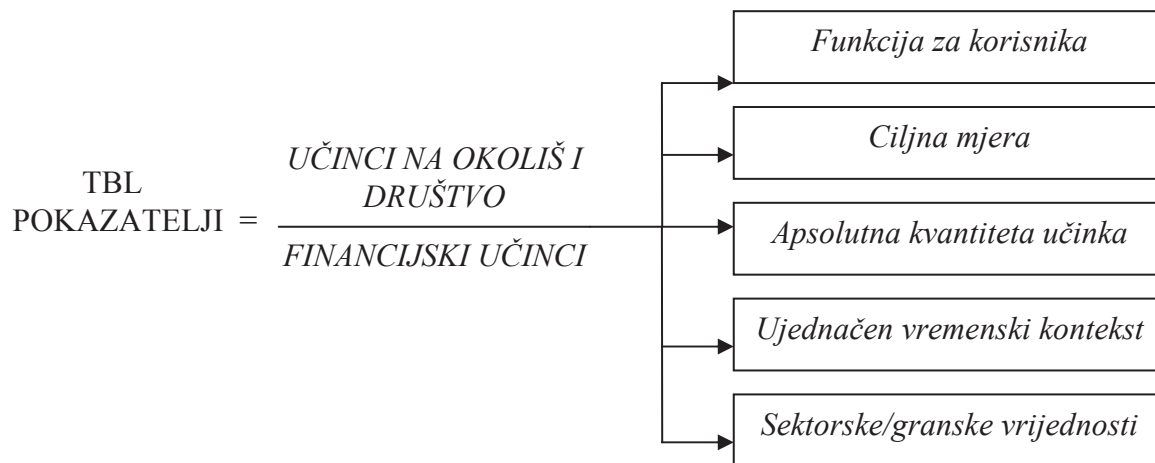 TBL
POKAZATELJI =
UČINCI NA OKOLIŠ I
DRUŠTVO
FINANCIJSKI UČINCI
Funkcija za korisnika
Ciljna mjera
Apsolutna kvantiteta učinka
Ujednačen vremenski kontekst
Sektorske/granske vrijednosti